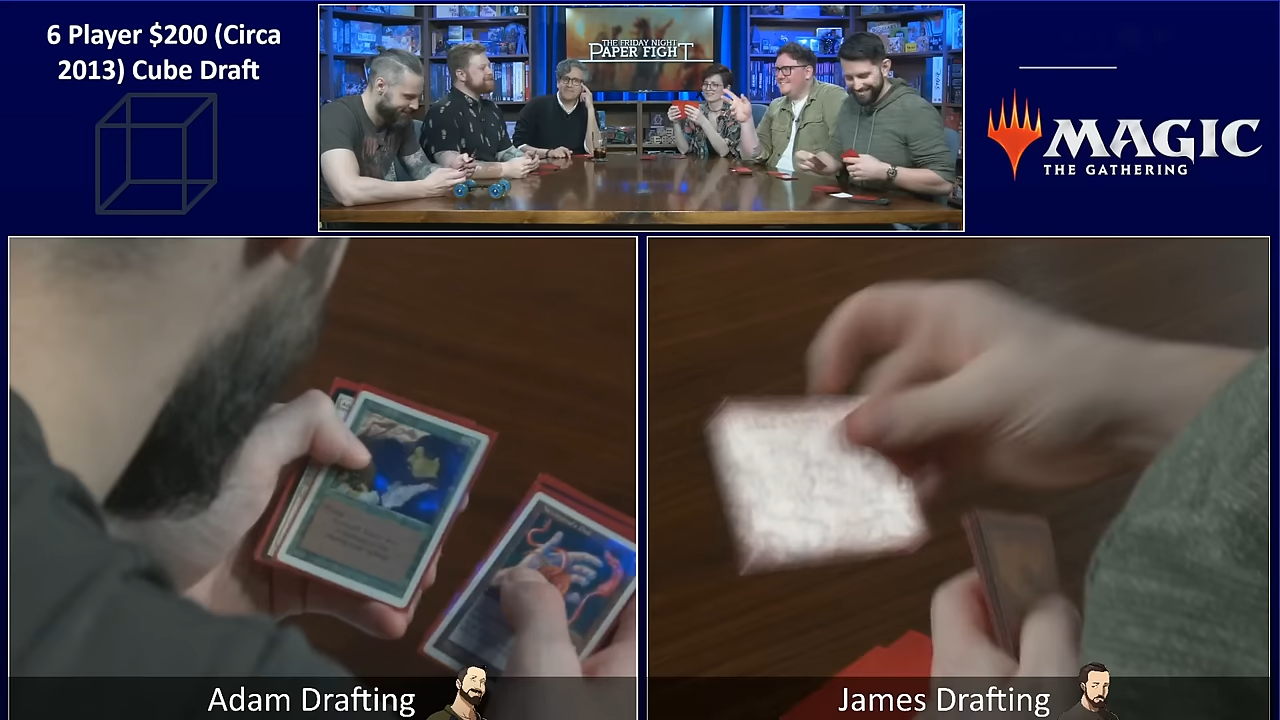 6 Player $200 (Circa
2013) Cube Draft
THE FRIDAY NIGHT
PAPER FIGHT
MAGIC
THE GATHERING
Adam Drafting
James Drafting